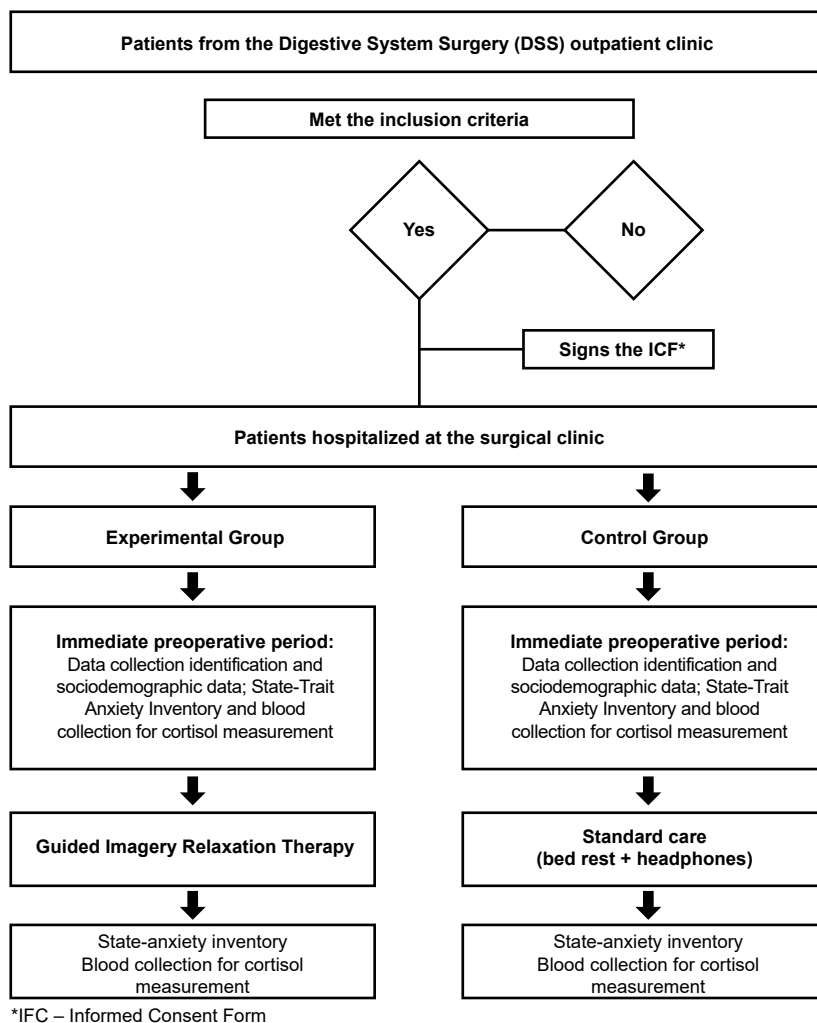 Patients from the Digestive System Surgery (DSS) outpatient clinic
Met the inclusion criteria
Yes
No
Signs the ICF*
Patients hospitalized at the surgical clinic
Experimental Group
Control Group
Immediate preoperative period:
Data collection identification and
sociodemographic data; State-Trait
Anxiety Inventory and blood
collection for cortisol measurement
Immediate preoperative period:
Data collection identification and
sociodemographic data; State-Trait
Anxiety Inventory and blood
collection for cortisol measurement
Guided Imagery Relaxation Therapy
Standard care
(bed rest + headphones)
State-anxiety inventory
Blood collection for cortisol
measurement
State-anxiety inventory
Blood collection for cortisol
measurement
*IFC – Informed Consent Form